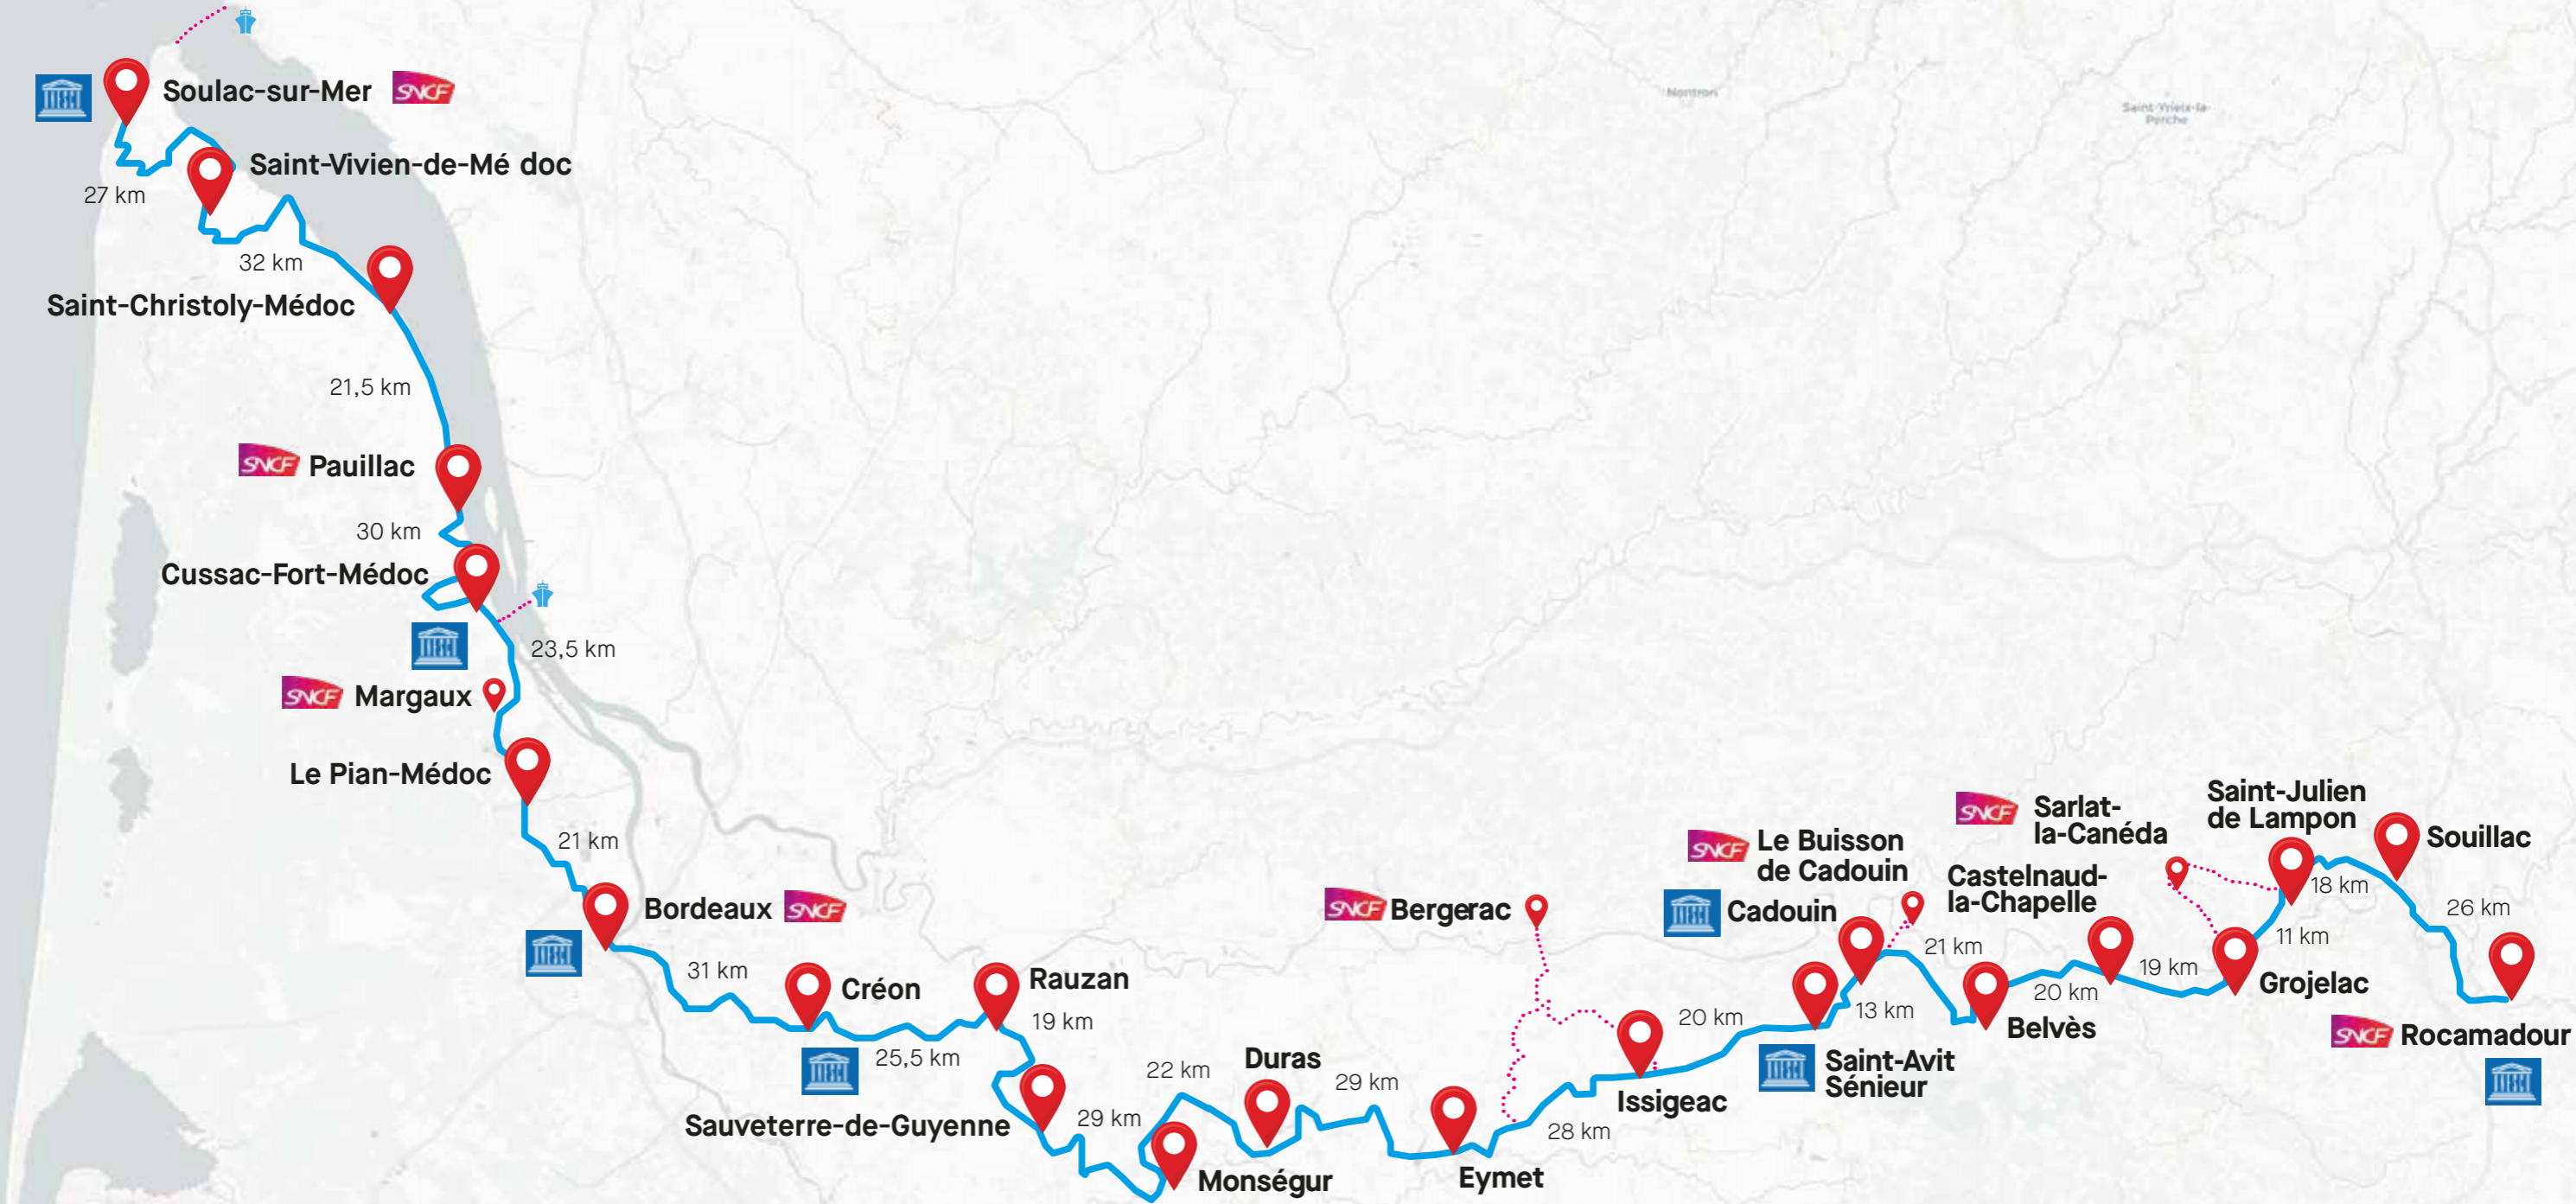 Nontron
Saint-Yrieix-la-
Perche
Soulac-sur-Mer
SNCF
Saint-Vivien-de-Mé doc
27 km
32 km
Saint-Christoly-Médoc
21,5 km
SNCF
Pauillac
30 km
Cussac-Fort-Médoc
23,5 km
SNCF
Margaux
Le Pian-Médoc
21 km
Bordeaux
SNCF
31 km
Créon
25,5 km
Rauzan
19 km
Sauveterre-de-Guyenne
29 km
Monségur
22 km
Duras
29 km
Eymet
28 km
SNCF
Bergerac
Issigeac
20 km
Saint-Avit
Sénieur
13 km
SNCF
Le Buisson
de Cadouin
Cadouin
21 km
Belvès
20 km
Castelnaud-
la-Chapelle
19 km
SNCF
Sarlat-
la-Canéda
Grojelac
11 km
Saint-Julien
de Lampon
18 km
Souillac
26 km
SNCF
Rocamadour